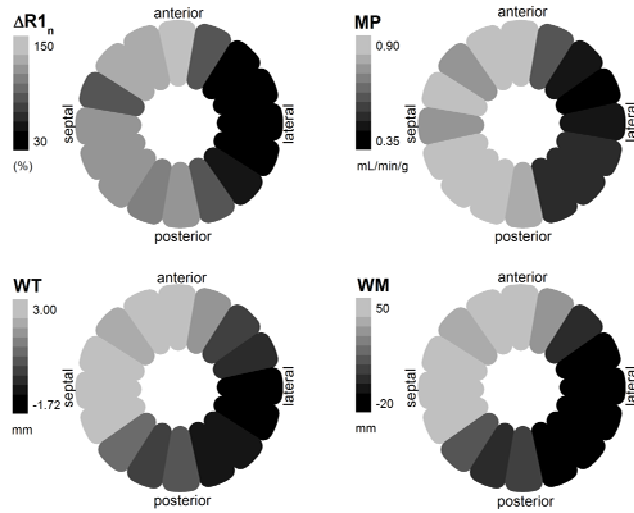 ΔR1n
150
30
(%)
anterior
septal
lateral
posterior
MP
0.90
0.35
mL/min/g
anterior
septal
lateral
posterior
WT
3.00
-1.72
mm
anterior
septal
lateral
posterior
WM
50
-20
mm
anterior
septal
lateral
posterior